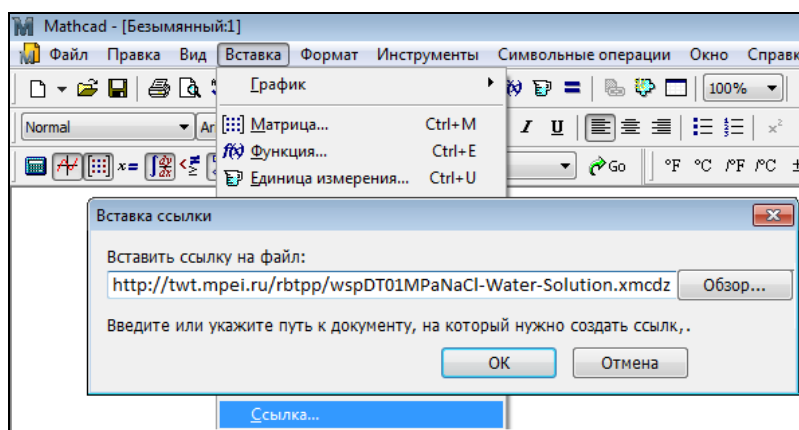 Mathcad - [Безымянный:1]
Файл Правка Вид Вставка Формат Инструменты Символьные операции Окно Справк
График
100%
Normal
Ar
Матрица... Ctrl+M
I U
x²
f(x) Функция... Ctrl+E
Единица измерения... Ctrl+U
Go °F °C
Вставка ссылки
Вставить ссылку на файл:
http://twt.mpei.ru/rbtpp/wspDT01MPaNaCl-Water-Solution.xmcdz Обзор...
Введите или укажите путь к документу, на который нужно создать ссылк,.
OK Отмена
Ссылка...